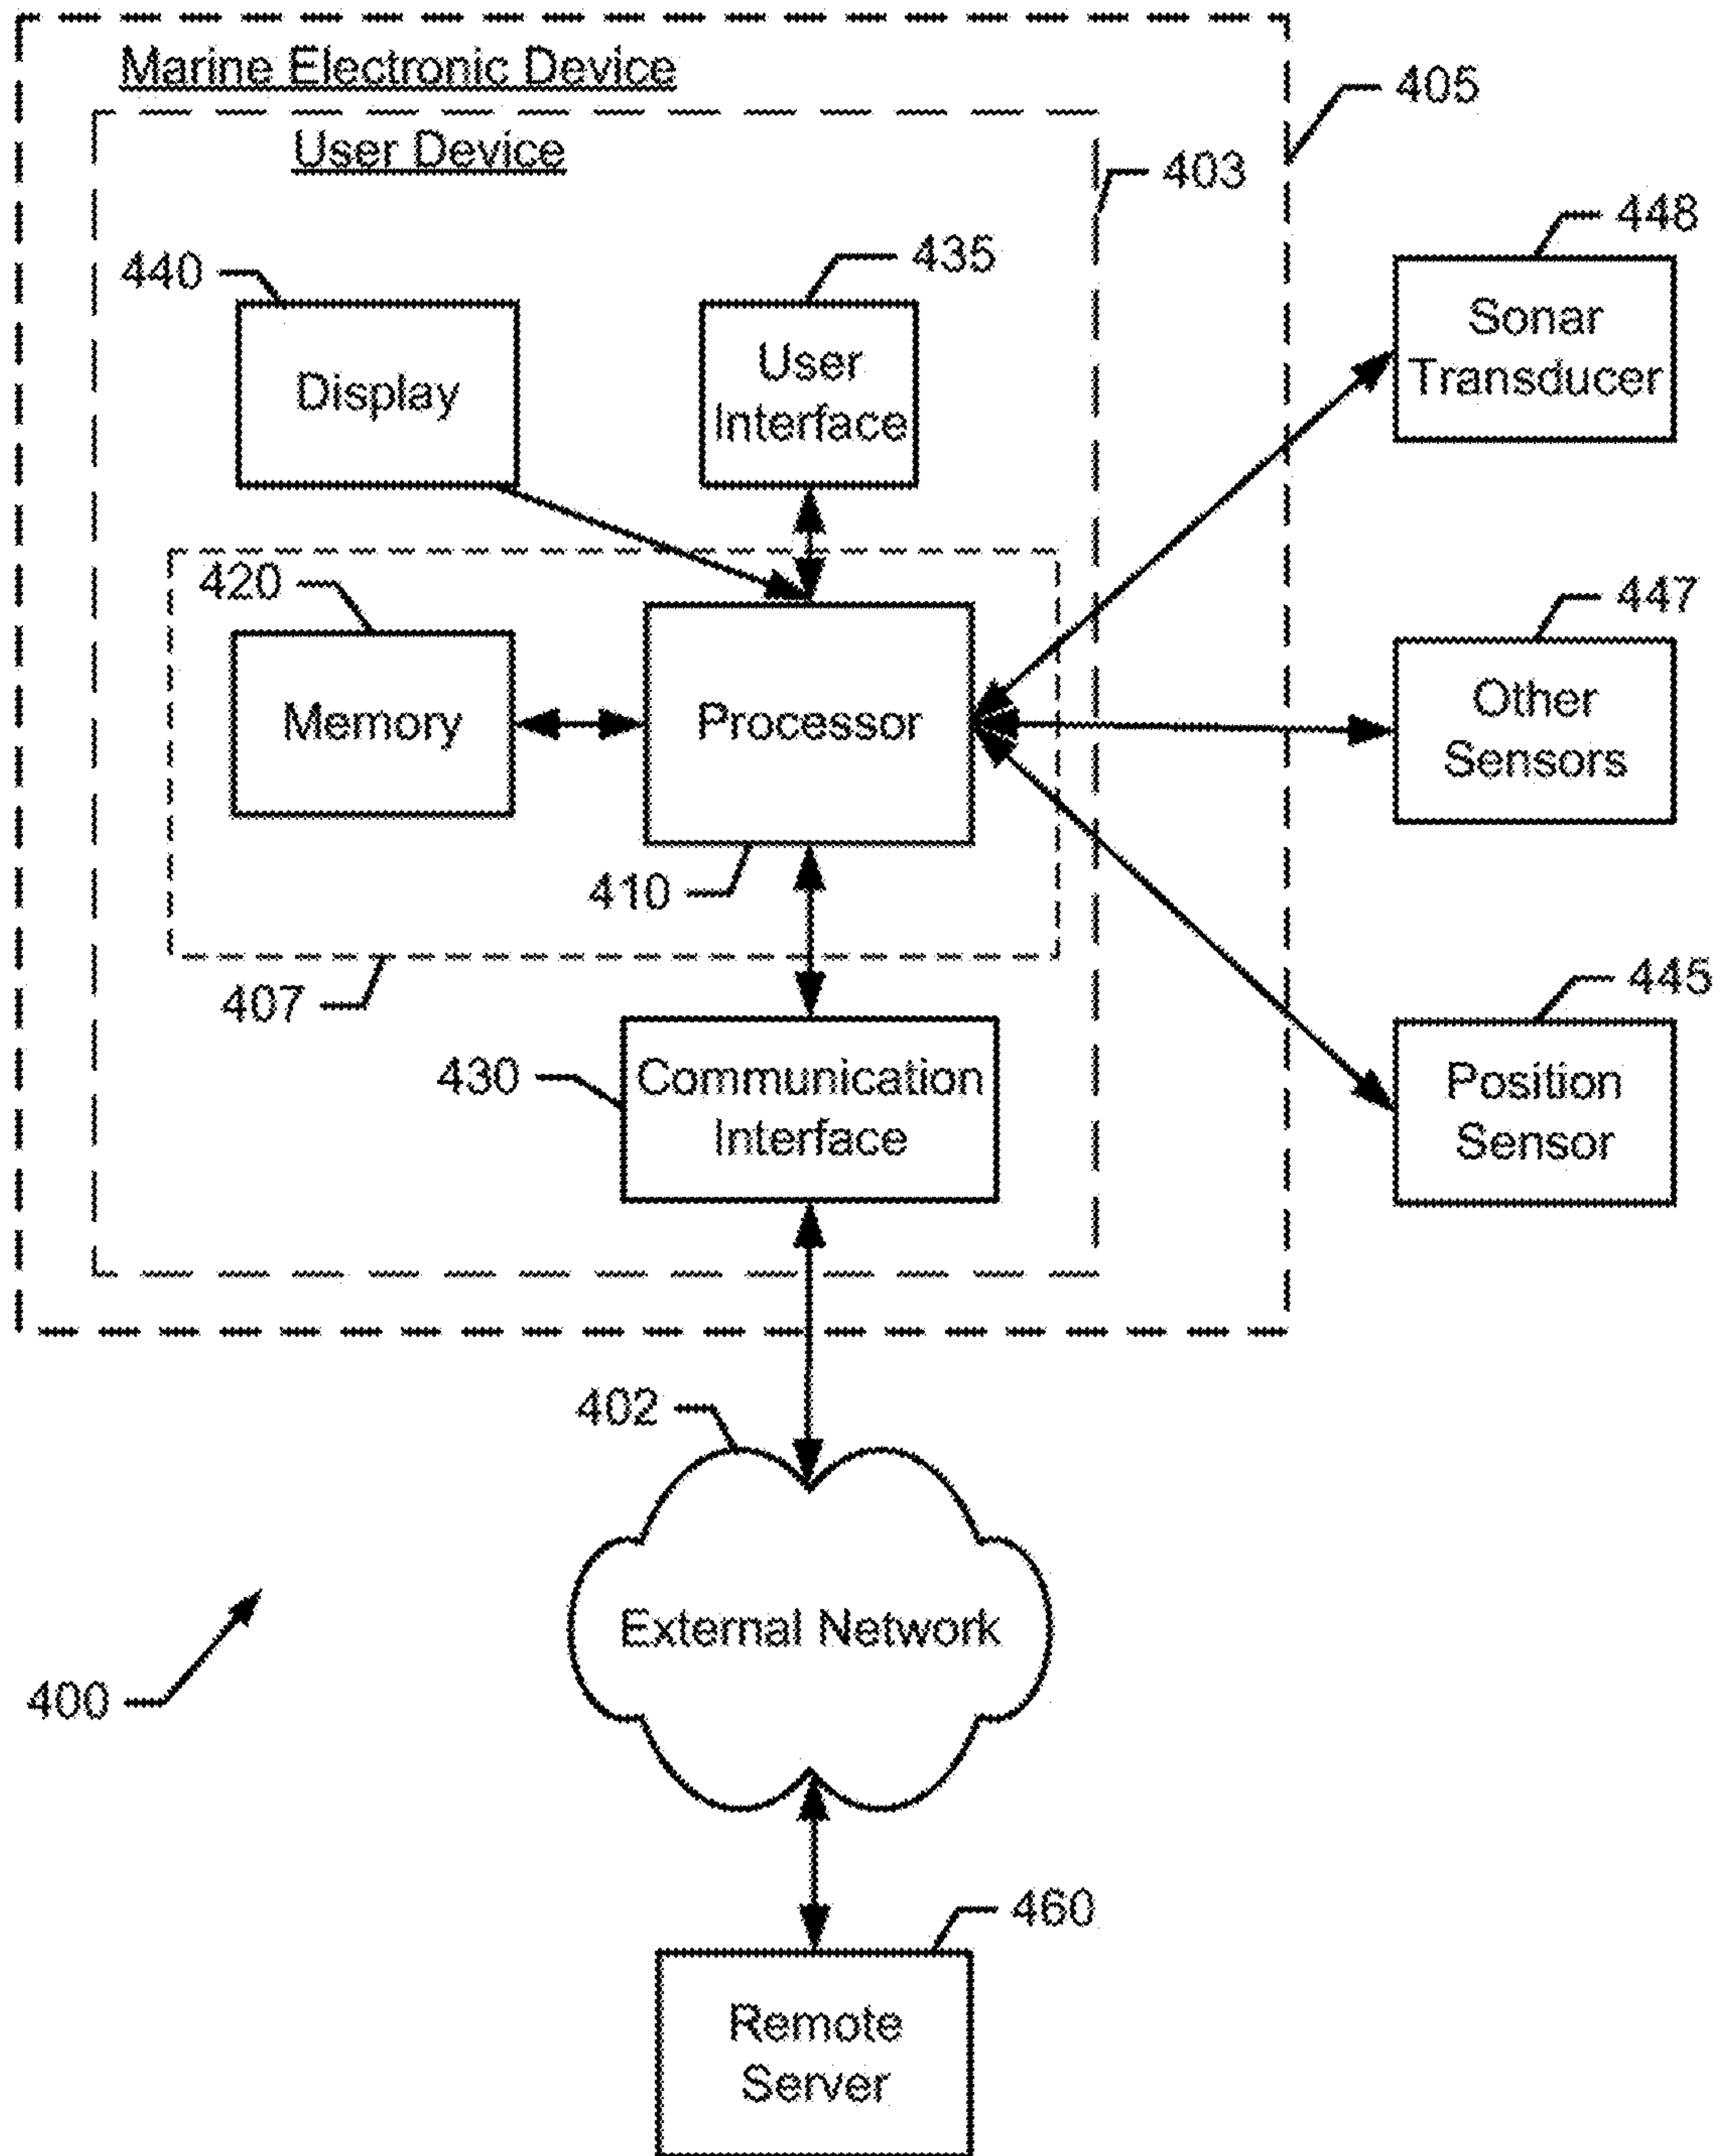 Marine Electronic Device
405
User Device
403
448
440
435
Sonar
Transducer
User
Interface
Display
420
447
Memory
Processor
Other
Sensors
410
407
445
430
Communication
Interface
Position
Sensor
402
External Network
400
460
Remote
Server